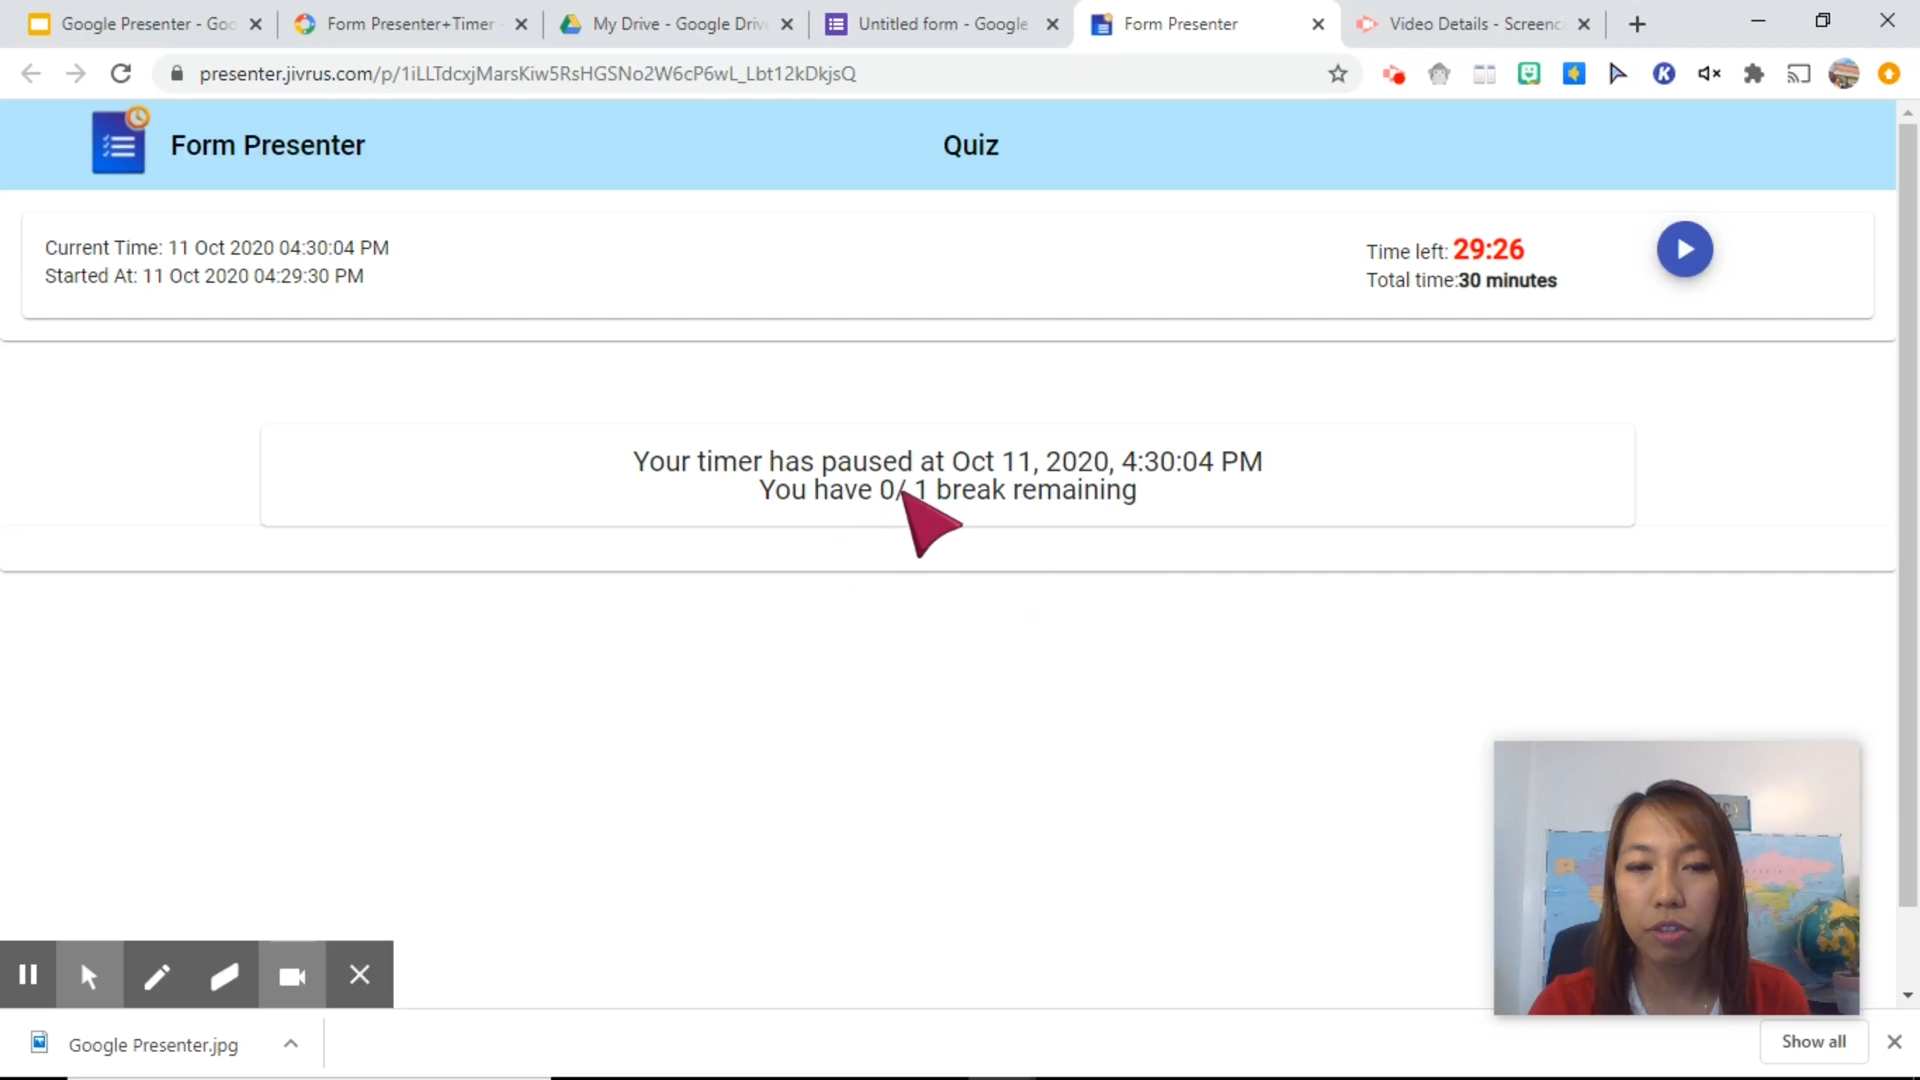 Google Presenter - Goo
Form Presenter+Timer -
My Drive - Google Driv
Untitled form - Google
Form Presenter
Video Details - Screenca
presenter.jivrus.com/p/1iLLTdcxjMarsKiw5RsHGSNo2W6cP6wL_Lbt12kDkjsQ
Form Presenter
Quiz
Current Time: 11 Oct 2020 04:30:04 PM
Started At: 11 Oct 2020 04:29:30 PM
Time left: 29:26
Total time:30 minutes
Your timer has paused at Oct 11, 2020, 4:30:04 PM
You have 0/ 1 break remaining
Google Presenter.jpg
Show all